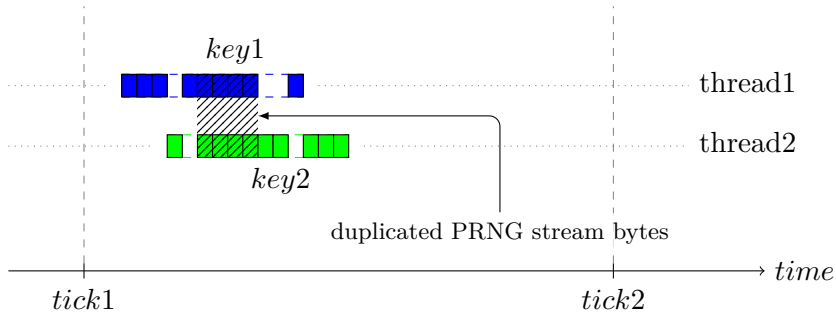 key1
thread1
thread2
key2
duplicated PRNG stream bytes
time
tick1
tick2